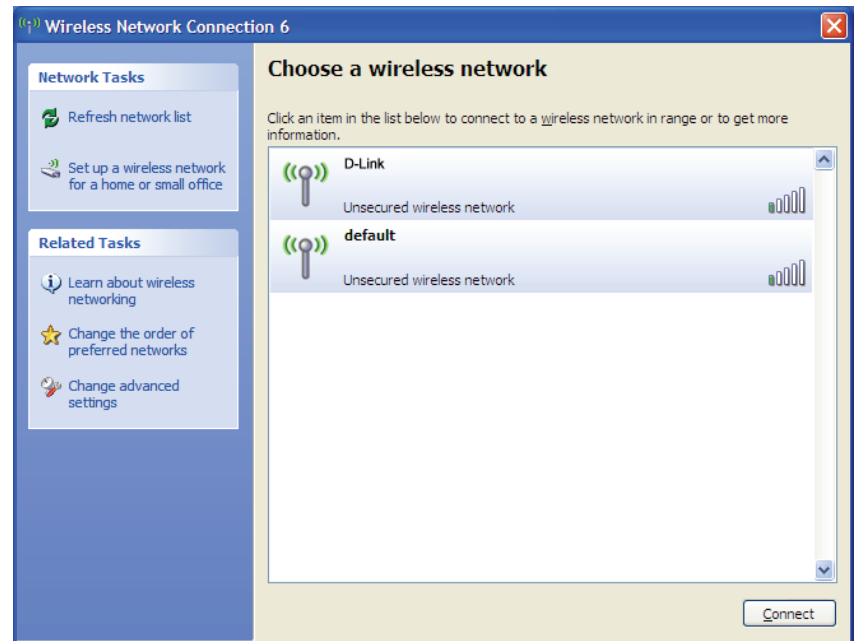 Wireless Network Connection 6
Network Tasks
Refresh network list
Set up a wireless network
for a home or small office
Related Tasks
Learn about wireless
networking
Change the order of
preferred networks
Change advanced
settings
Choose a wireless network
Click an item in the list below to connect to a wireless network in range or to get more
information.
D-Link
Unsecured wireless network
default
Unsecured wireless network
Connect